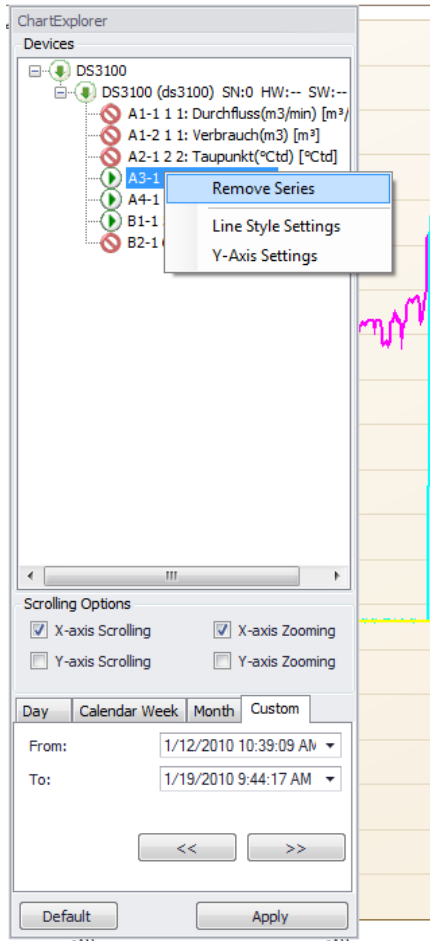 ChartExplorer
Devices
DS3100
DS3100 (ds3100) SN:0 HW:-- SW:--
A1-1 1 1: Durchfluss(m3/min) [m³/
A1-2 1 1: Verbrauch(m3) [m³]
A2-1 2 2: Taupunkt(°Ctd) [°Ctd]
A3-1
A4-1
B1-1
B2-1
Remove Series
Line Style Settings
Y-Axis Settings
Scrolling Options
X-axis Scrolling X-axis Zooming
Y-axis Scrolling Y-axis Zooming
Day Calendar Week Month Custom
From: 1/12/2010 10:39:09 AM
To: 1/19/2010 9:44:17 AM
<< >>
Default Apply